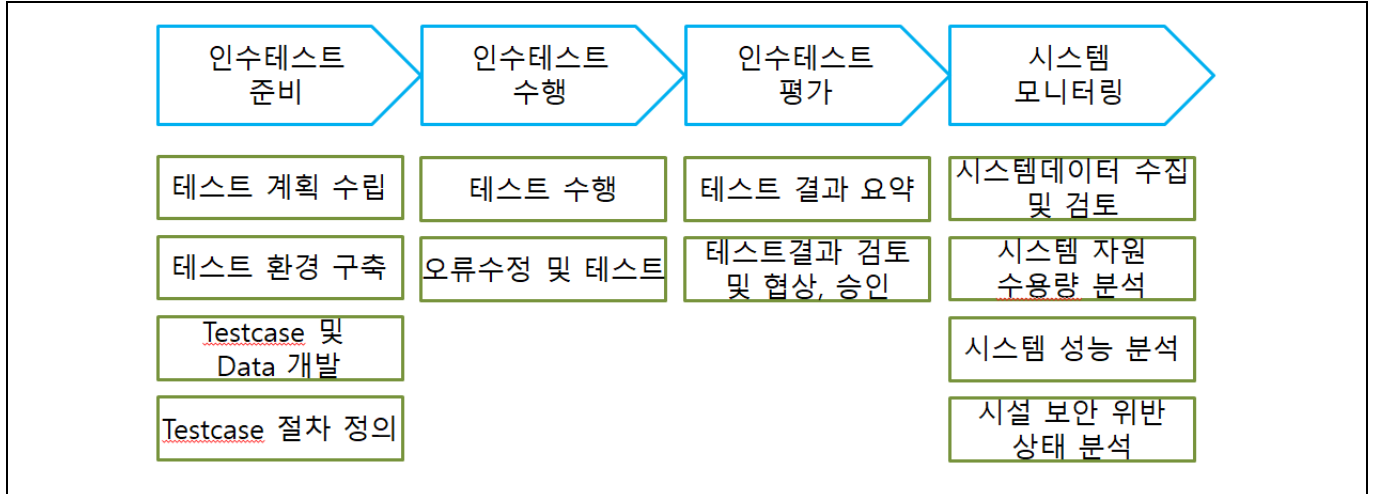 인수테스트
준비
인수테스트
수행
인수테스트
평가
시스템
모니터링
테스트 계획 수립
테스트 수행
테스트 결과 요약
시스템데이터 수집
및 검토
테스트 환경 구축
오류수정 및 테스트
테스트결과 검토
및 협상, 승인
시스템 자원
수용량 분석
Testcase 및
Data 개발
시스템 성능 분석
Testcase 절차 정의
시설 보안 위반
상태 분석